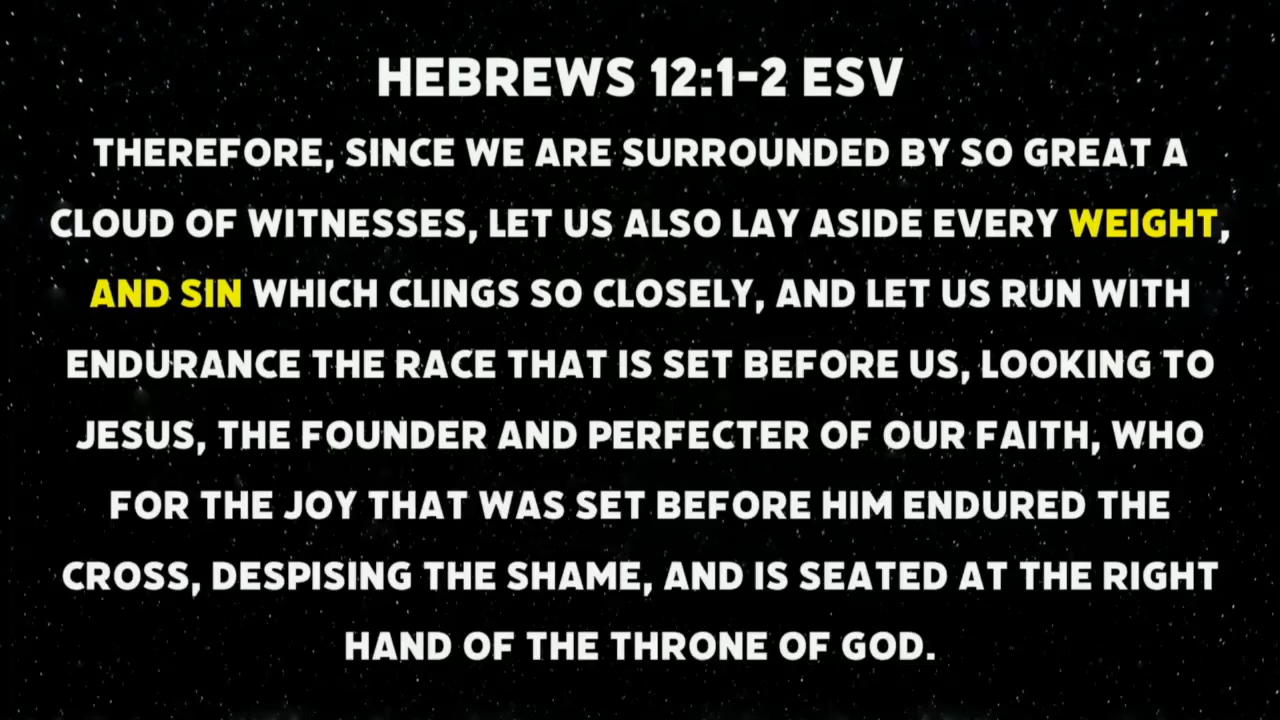 HEBREWS 12:1-2 ESV
THEREFORE, SINCE WE ARE SURROUNDED BY SO GREAT A
CLOUD OF WITNESSES, LET US ALSO LAY ASIDE EVERY WEIGHT,
AND SIN WHICH CLINGS SO CLOSELY, AND LET US RUN WITH
ENDURANCE THE RACE THAT IS SET BEFORE US, LOOKING TO
JESUS, THE FOUNDER AND PERFECTER OF OUR FAITH, WHO
FOR THE JOY THAT WAS SET BEFORE HIM ENDURED THE
CROSS, DESPISING THE SHAME, AND IS SEATED AT THE RIGHT
HAND OF THE THRONE OF GOD.